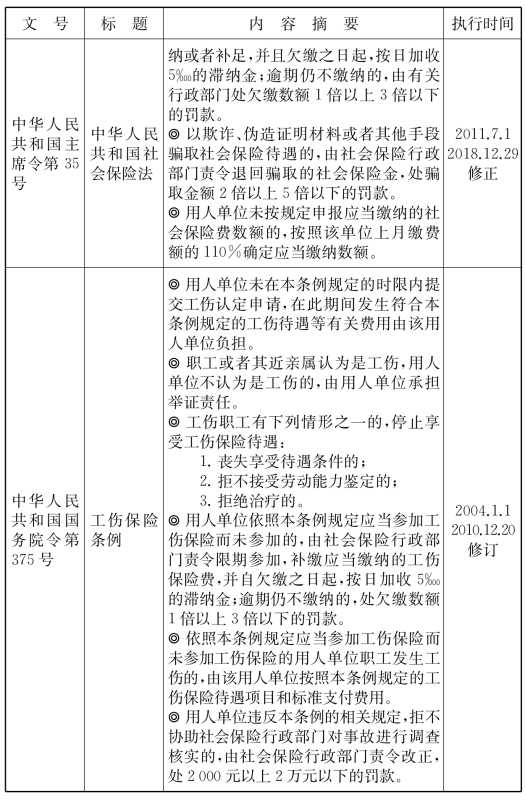 文 号 标 题 内 容 摘 要 执行时间
中华人民
共和国主
席令第 35
号
中华人民
共和国社
会保险法
纳或者补足,并且欠缴之日起,按日加收
5‱的滞纳金;逾期仍不缴纳的,由有关
行政部门处欠缴数额 1 倍以上 3 倍以下
的罚款。
◎ 以欺诈、伪造证明材料或者其他手段
骗取社会保险待遇的,由社会保险行政
部门责令退回骗取的社会保险金,处骗
取金额 2 倍以上 5 倍以下的罚款。
◎ 用人单位未按规定申报应当缴纳的社
会保险费数额的,按照该单位上月缴费
额的 110%确定应当缴纳数额。
2011.7.1
2018.12.29
修正
中华人民
共和国国
务院令第
375 号
工伤保险
条例
◎ 用人单位未在本条例规定的时限内提
交工伤认定申请,在此期间发生符合本
条例规定的工伤待遇等有关费用由该用
人单位负担。
◎ 职工或者其近亲属认为是工伤,用人
单位不认为是工伤的,由用人单位承担
举证责任。
◎ 工伤职工有下列情形之一的,停止享
受工伤保险待遇:
1. 丧失享受待遇条件的;
2. 拒不接受劳动能力鉴定的;
3. 拒绝治疗的。
◎ 用人单位依照本条例规定应当参加工
伤保险而未参加的,由社会保险行政部
门责令限期参加,补缴应当缴纳的工伤
保险费,并自欠缴之日起,按日加收 5‱
的滞纳金;逾期仍不缴纳的,处欠缴数额
1 倍以上 3 倍以下的罚款。
◎ 依照本条例规定应当参加工伤保险而
未参加工伤保险的用人单位职工发生工
伤的,由该用人单位按照本条例规定的工
伤保险待遇项目和标准支付费用。
◎ 用人单位违反本条例的相关规定,拒不
协助社会保险行政部门对事故进行调查
核实的,由社会保险行政部门责令改正,
处 2 000 元以上 2 万元以下的罚款。
2004.1.1
2010.12.20
修订